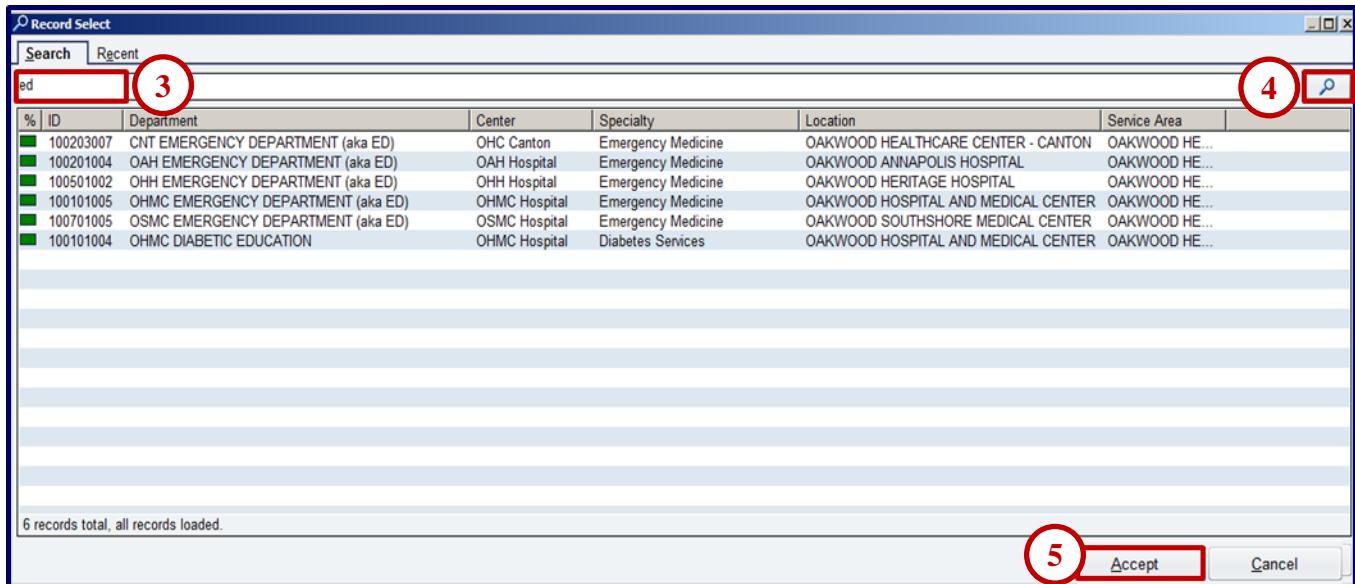 Record Select
Search Recent
ed 3 4
% ID Department Center Specialty Location Service Area
100203007 CNT EMERGENCY DEPARTMENT (aka ED) OHC Canton Emergency Medicine OAKWOOD HEALTHCARE CENTER - CANTON OAKWOOD HE...
100201004 OAH EMERGENCY DEPARTMENT (aka ED) OAH Hospital Emergency Medicine OAKWOOD ANNAPOLIS HOSPITAL OAKWOOD HE...
100501002 OHH EMERGENCY DEPARTMENT (aka ED) OHH Hospital Emergency Medicine OAKWOOD HERITAGE HOSPITAL OAKWOOD HE...
100101005 OHMC EMERGENCY DEPARTMENT (aka ED) OHMC Hospital Emergency Medicine OAKWOOD HOSPITAL AND MEDICAL CENTER OAKWOOD HE...
100701005 OSMC EMERGENCY DEPARTMENT (aka ED) OSMC Hospital Emergency Medicine OAKWOOD SOUTHSHORE MEDICAL CENTER OAKWOOD HE...
100101004 OHMC DIABETIC EDUCATION OHMC Hospital Diabetes Services OAKWOOD HOSPITAL AND MEDICAL CENTER OAKWOOD HE...
6 records total, all records loaded.
5 Accept Cancel